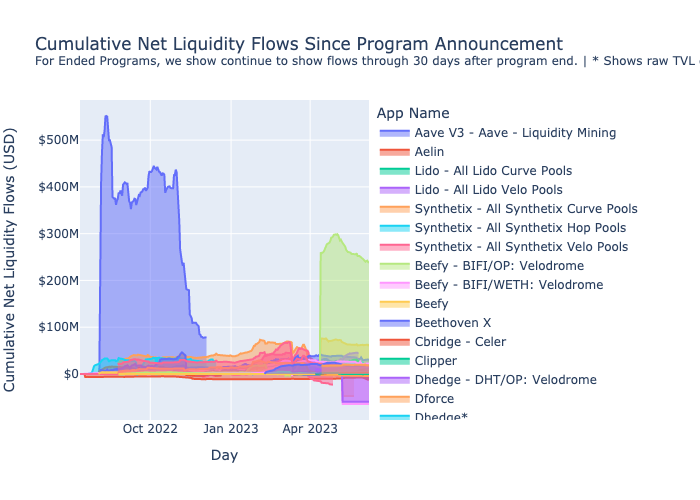 Cumulative Net Liquidity Flows Since Program Announcement
For Ended Programs, we show continue to show flows through 30 days after program end. | * Shows raw TVL
Cumulative Net Liquidity Flows (USD)
$500M
$400M
$300M
$200M
$100M
$0
Oct 2022
Jan 2023
Apr 2023
Day
App Name
Aave V3 - Aave - Liquidity Mining
Aelin
Lido - All Lido Curve Pools
Lido - All Lido Velo Pools
Synthetix - All Synthetix Curve Pools
Synthetix - All Synthetix Hop Pools
Synthetix - All Synthetix Velo Pools
Beefy - BIFI/OP: Velodrome
Beefy - BIFI/WETH: Velodrome
Beefy
Beethoven X
Cbridge - Celer
Clipper
Dhedge - DHT/OP: Velodrome
Dforce
Dhedge*